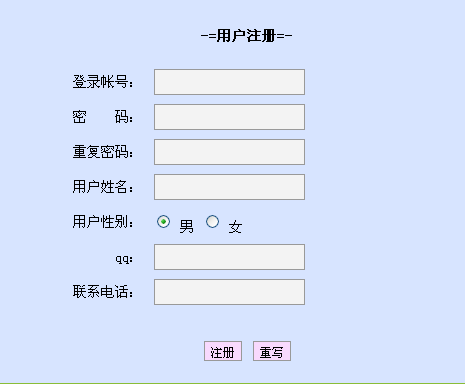 -=用户注册=-
登录帐号：
密　　码：
重复密码：
用户姓名：
用户性别： 男 女
qq：
联系电话：
注册 重写